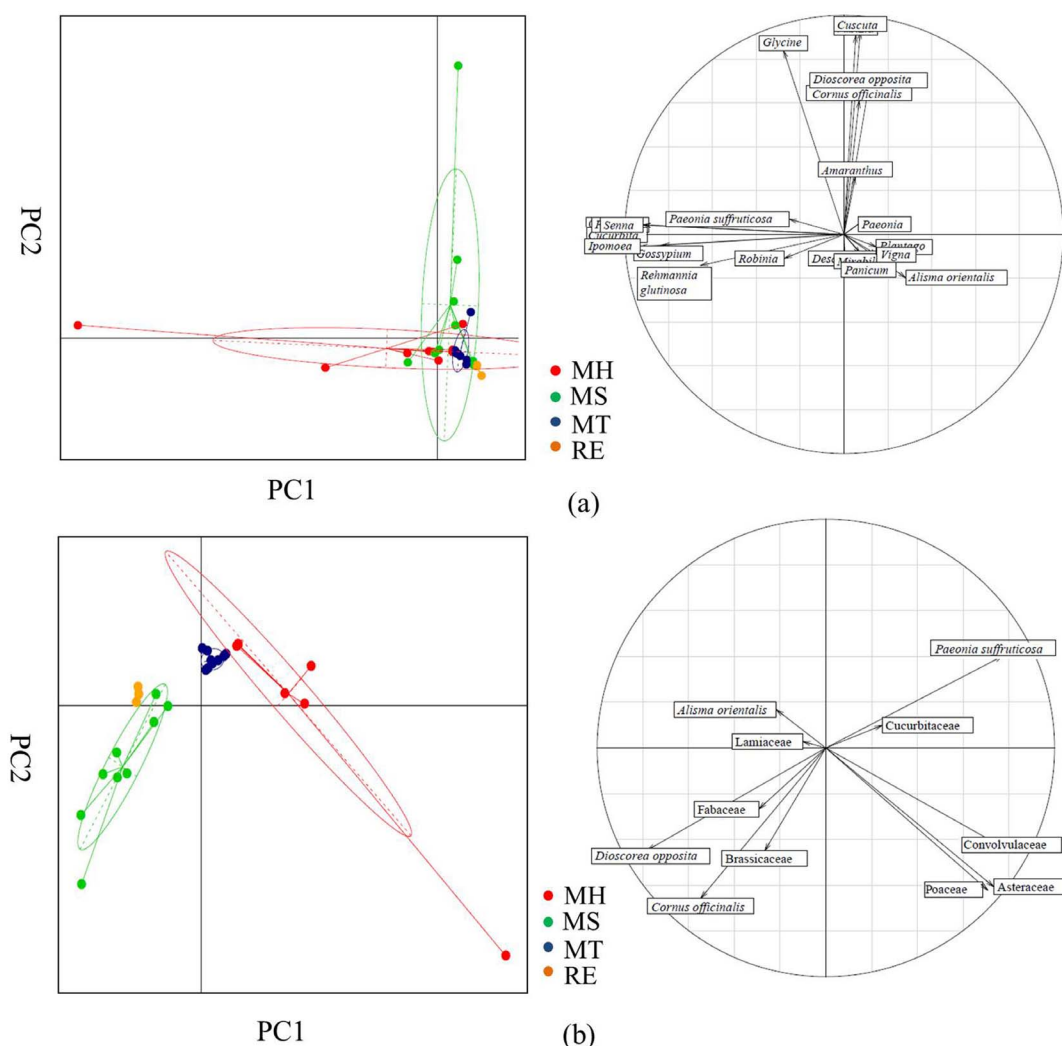 PC2
PC1
MH
MS
MT
RE
Cuscuta
Glycine
Dioscorea opposita
Cornus officinalis
Amaranthus
Paeonia suffruticosa
Paeonia
Senna
Cucurbita
Ipomoea
Gossypium
Robinia
Plantago
Vigna
Panicum
Rehmannia
glutinosa
Alisma orientalis
(a)
PC2
PC1
MH
MS
MT
RE
Paeonia suffruticosa
Alisma orientalis
Cucurbitaceae
Lamiaceae
Fabaceae
Convolvulaceae
Dioscorea opposita
Brassicaceae
Poaceae
Asteraceae
Cornus officinalis
(b)